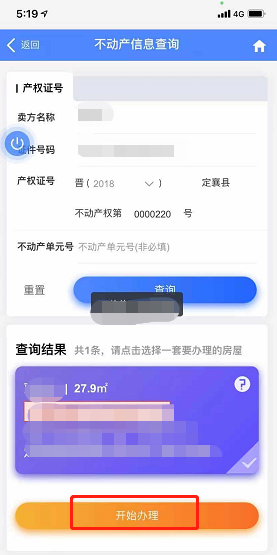 5:19
4G
返回
不动产信息查询
产权证号
卖方名称
件号码
产权证号 晋 ( 2018 ) 定襄县
不动产权第 0000220 号
不动产单元号 不动产单元号(非必填)
重置
查询
查询结果 共1条，请点击选择一套要办理的房屋
27.9㎡
?
开始办理